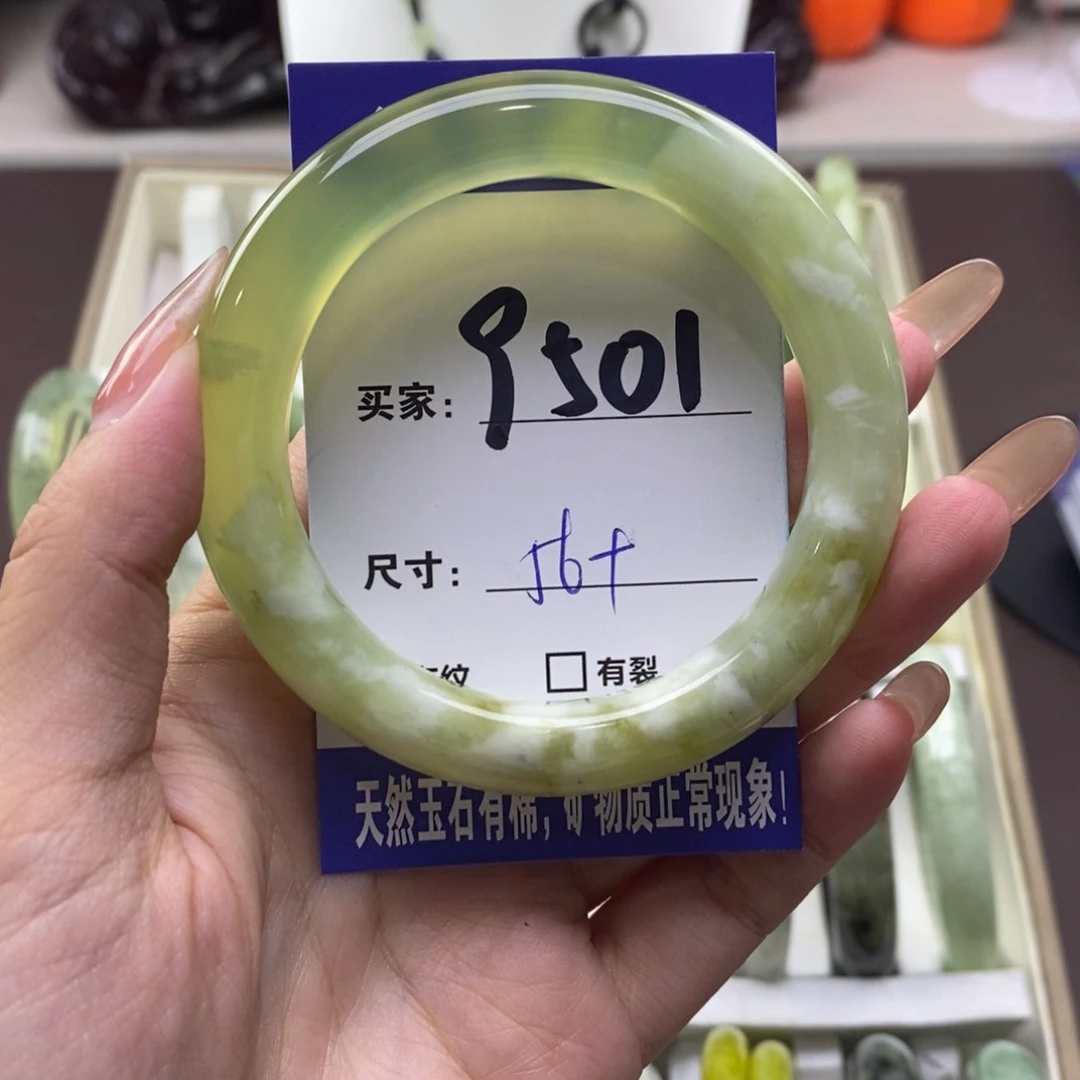 买家: 9501
尺寸: 56+
纹 □ 有裂
天然玉石有棉, 矿物质正常现象!